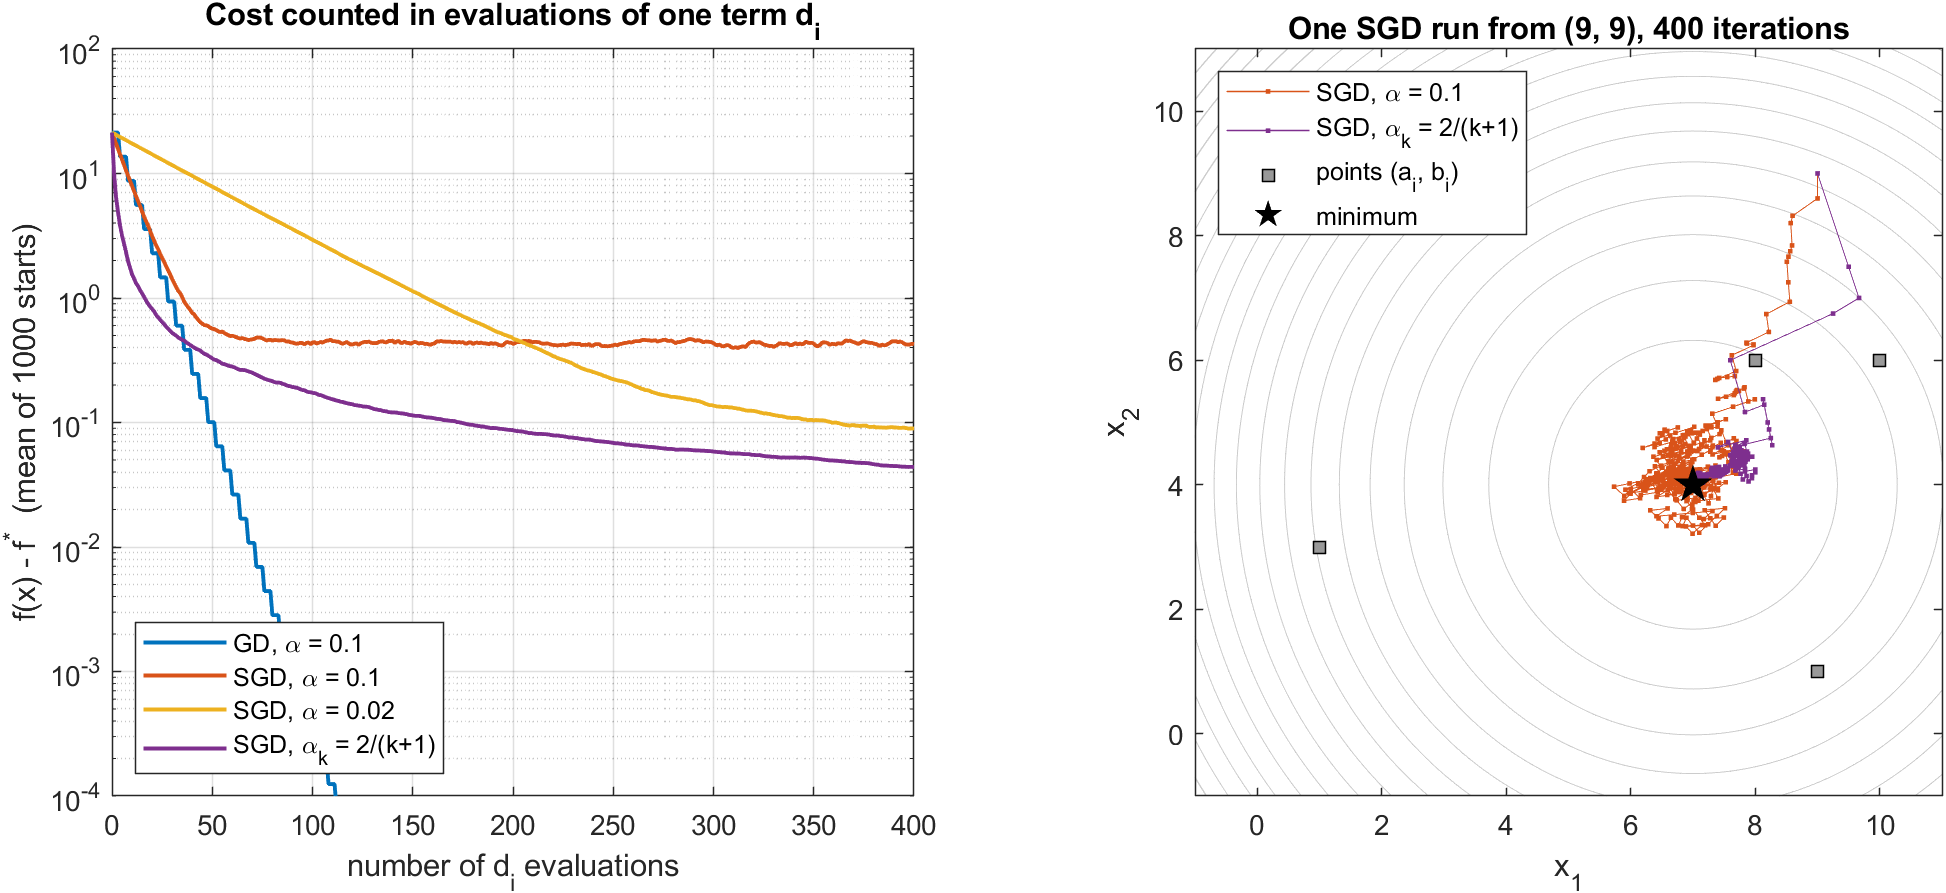 Cost counted in evaluations of one term d_i
10^2
10^1
10^0
10^-1
10^-2
10^-3
10^-4
f(x) - f^* (mean of 1000 starts)
GD, α = 0.1
SGD, α = 0.1
SGD, α = 0.02
SGD, α_k = 2/(k+1)
0 50 100 150 200 250 300 350 400
number of d_i evaluations
One SGD run from (9, 9), 400 iterations
SGD, α = 0.1
SGD, α_k = 2/(k+1)
points (a_i, b_i)
minimum
10
8
6
4
2
0
x_2
0 2 4 6 8 10
x_1